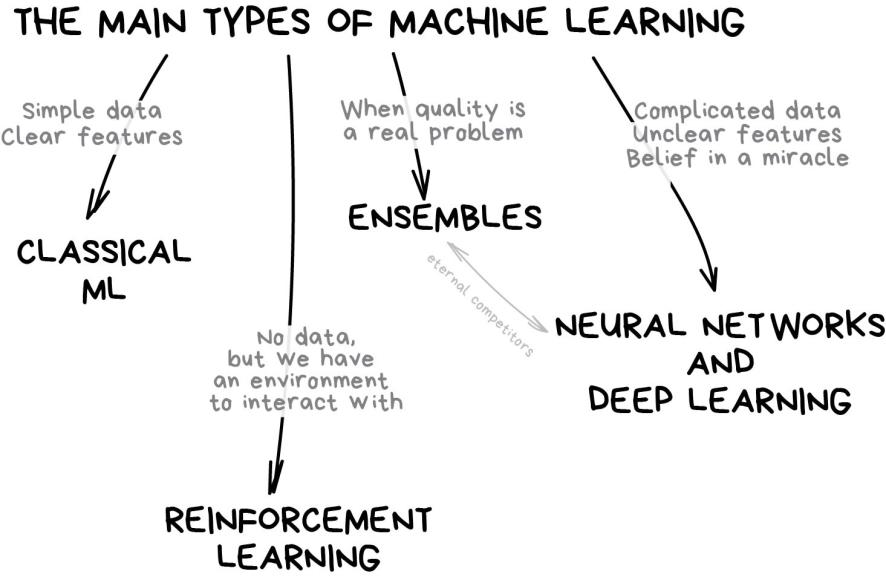 THE MAIN TYPES OF MACHINE LEARNING
Simple data
Clear features
When quality is
a real problem
Complicated data
Unclear features
Belief in a miracle
CLASSICAL
ML
ENSEMBLES
eternal competitors
NEURAL NETWORKS
AND
DEEP LEARNING
No data,
but we have
an environment
to interact with
REINFORCEMENT
LEARNING